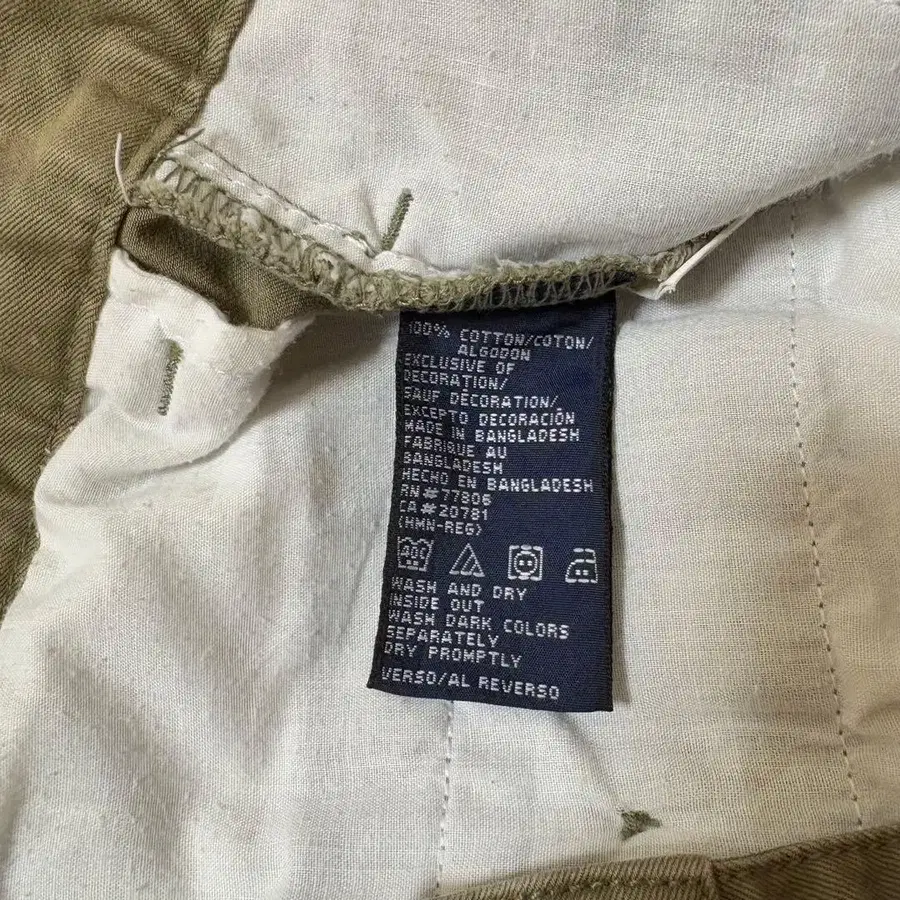 100% COTTON/COTON/
ALGODON
EXCLUSIVE OF
DECORATION/
SAUF DÉCORATION/
EXCEPTO DECORACIÓN
MADE IN BANGLADESH
FABRIQUE AU
BANGLADESH
HECHO EN BANGLADESH
RN#77806
CA#20781
(HMN-REG)
40C
WASH AND DRY
INSIDE OUT
WASH DARK COLORS
SEPARATELY
DRY PROMPTLY
VERSO/AL REVERSO